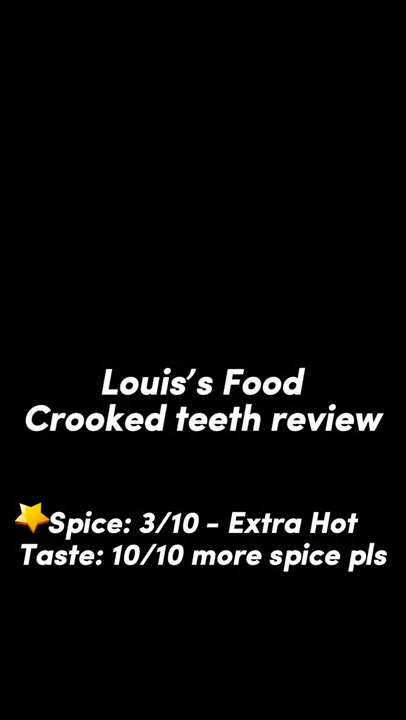 Louis’s Food
Crooked teeth review
⭐Spice: 3/10 - Extra Hot
Taste: 10/10 more spice pls